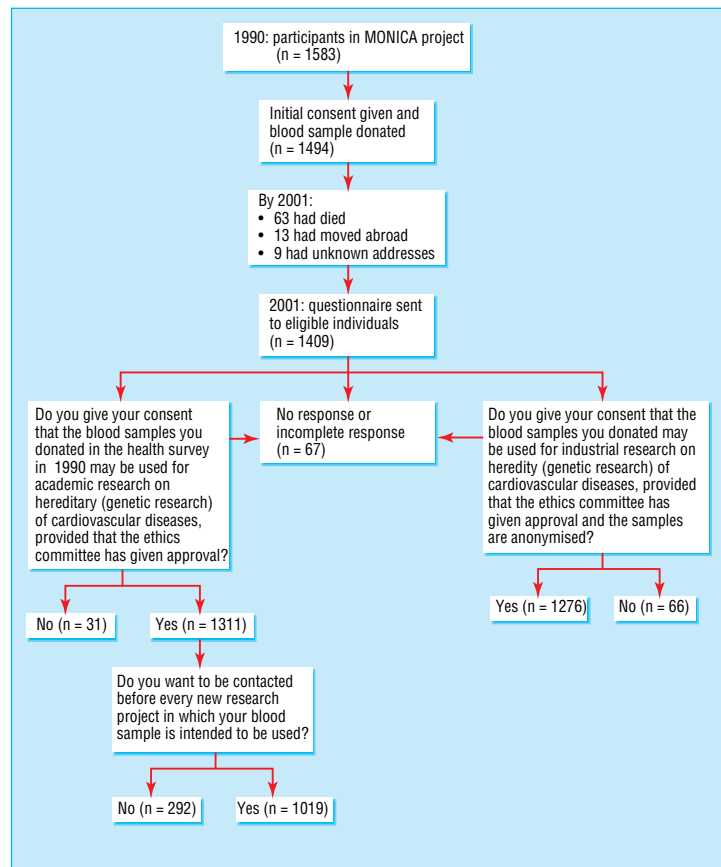 1990: participants in MONICA project
(n = 1583)
Initial consent given and
blood sample donated
(n = 1494)
By 2001:
• 63 had died
• 13 had moved abroad
• 9 had unknown addresses
2001: questionnaire sent
to eligible individuals
(n = 1409)
Do you give your consent
that the blood samples you
donated in the health survey
in 1990 may be used for
academic research on
hereditary (genetic research)
of cardiovascular diseases,
provided that the ethics
committee has given approval?
No response or
incomplete response
(n = 67)
Do you give your consent that the
blood samples you donated may
be used for industrial research on
heredity (genetic research) of
cardiovascular diseases, provided
that the ethics committee has
given approval and the samples
are anonymised?
No (n = 31)
Yes (n = 1311)
Yes (n = 1276)
No (n = 66)
Do you want to be contacted
before every new research
project in which your blood
sample is intended to be used?
No (n = 292)
Yes (n = 1019)